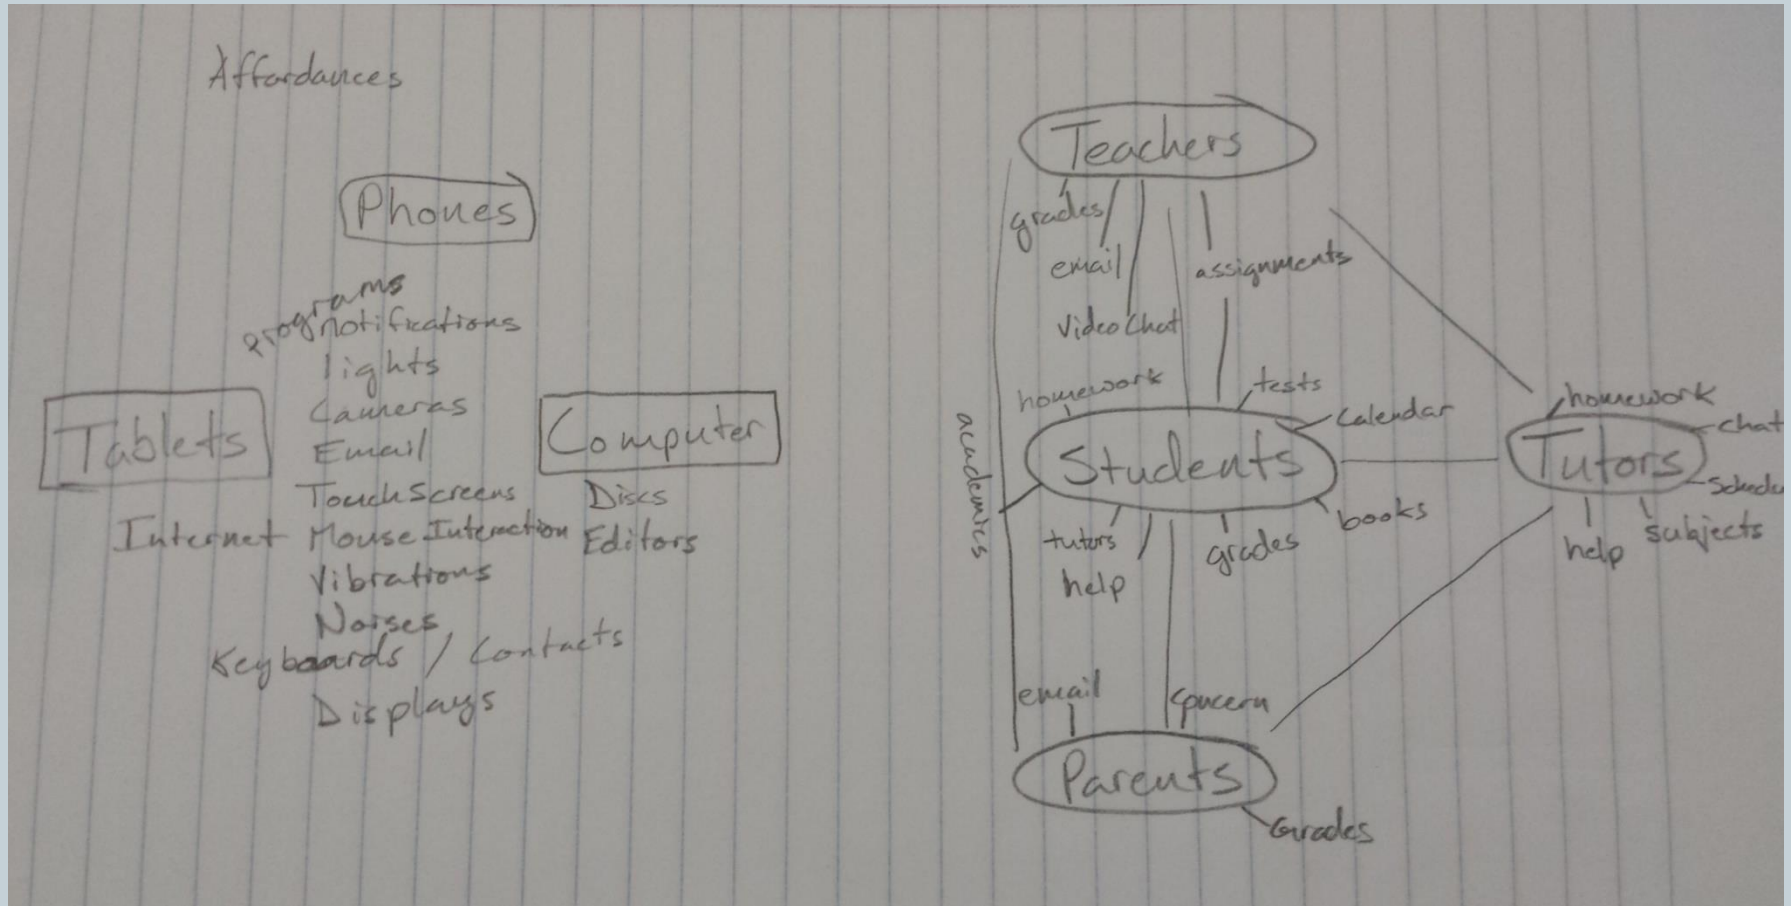 Affordances
Phones
programs
notifications
lights
Cameras
Email
Touch Screens
Mouse Interaction
Vibrations
Noises
Keyboards / Contacts
Displays
Tablets
Internet
Computer
Discs
Editors
Teachers
grades
email
Video Chat
assignments
academics
homework
tests
Calendar
Students
tutors
help
grades
books
homework
chat
Tutors
help
subjects
email
concern
Parents
Grades